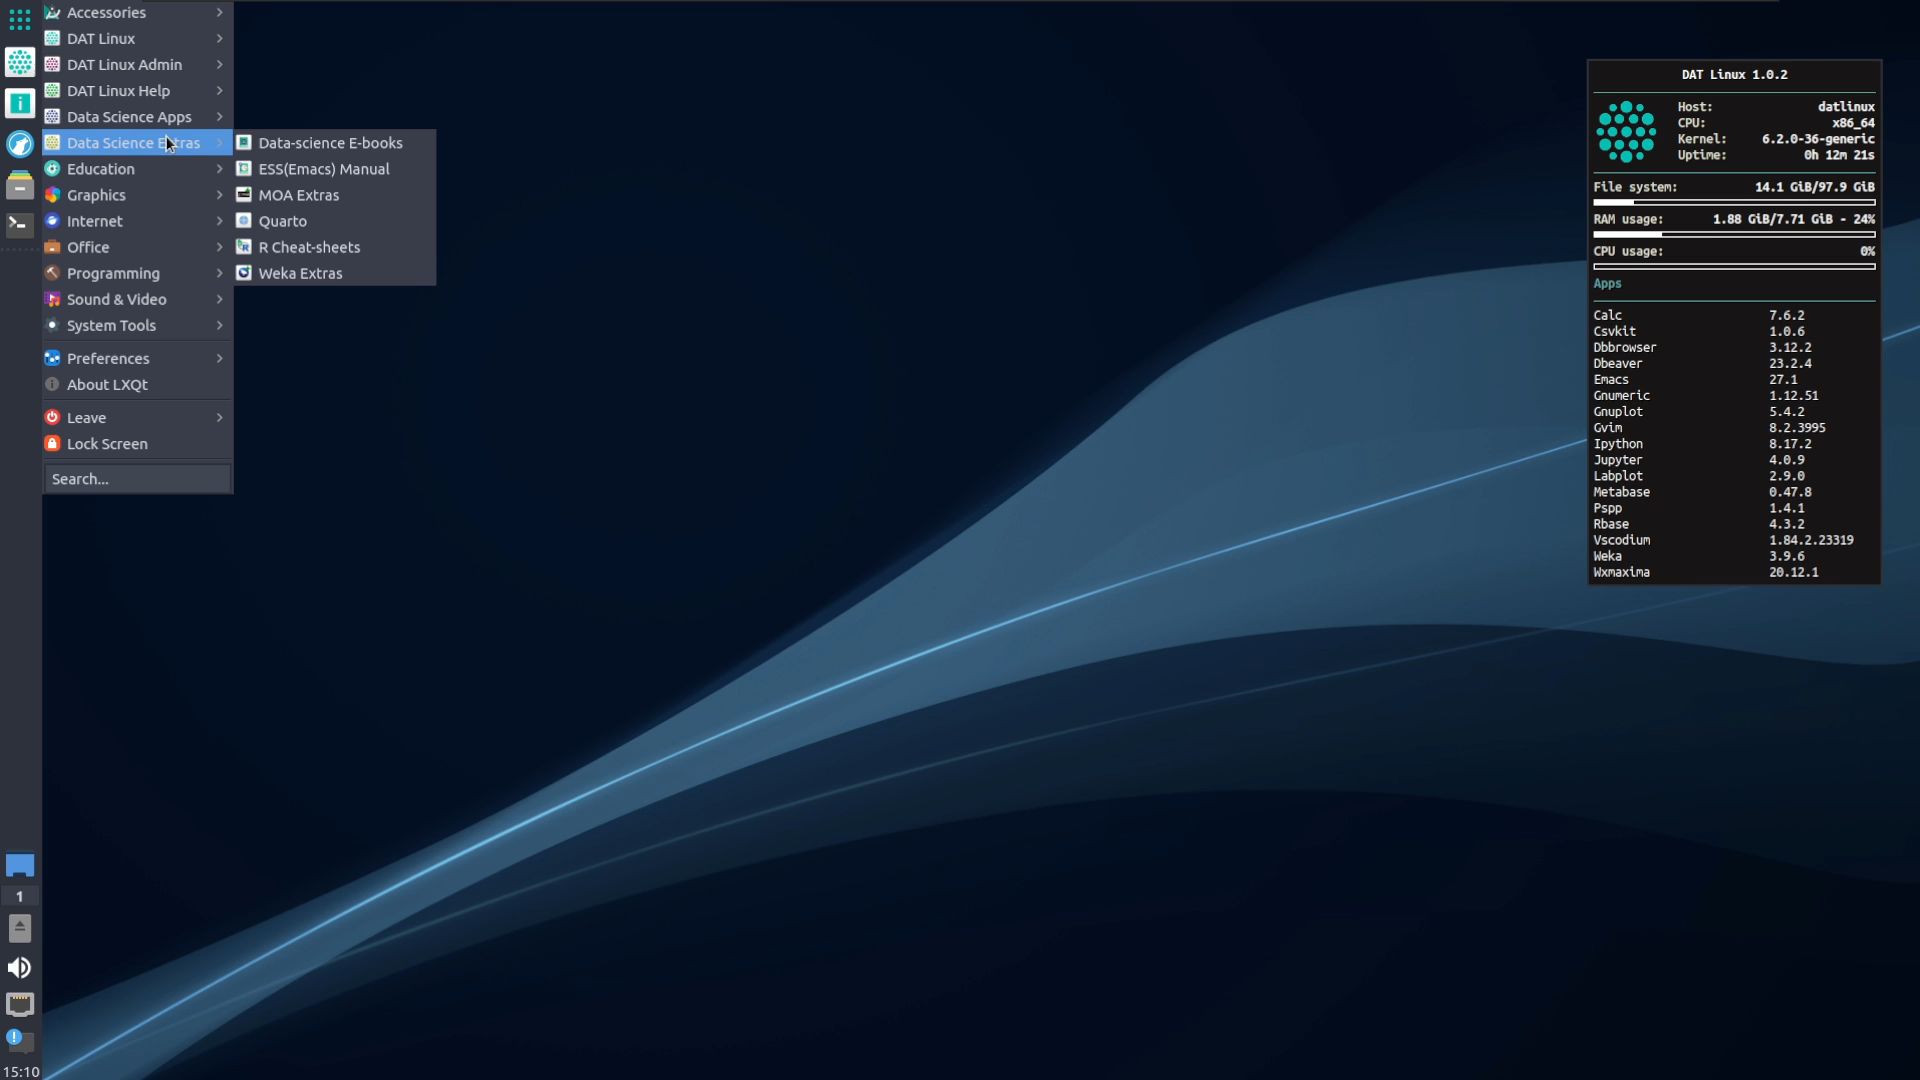 Accessories
DAT Linux
DAT Linux Admin
DAT Linux Help
Data Science Apps
Data Science Extras
Education
Graphics
Internet
Office
Programming
Sound & Video
System Tools
Preferences
About LXQt
Leave
Lock Screen
Search...
Data-science E-books
ESS(Emacs) Manual
MOA Extras
Quarto
R Cheat-sheets
Weka Extras
DAT Linux 1.0.2
Host: datlinux
CPU: x86_64
Kernel: 6.2.0-36-generic
Uptime: 0h 12m 21s
File system: 14.1 GiB/97.9 GiB
RAM usage: 1.88 GiB/7.71 GiB - 24%
CPU usage: 0%
Apps
Calc 7.6.2
Csvkit 1.0.6
Dbbrowser 3.12.2
Dbeaver 23.2.4
Emacs 27.1
Gnumeric 1.12.51
Gnuplot 5.4.2
Gvim 8.2.3995
Ipython 8.17.2
Jupyter 4.0.9
Labplot 2.9.0
Metabase 0.47.8
Pspp 1.4.1
Rbase 4.3.2
Vscodium 1.84.2.23319
Weka 3.9.6
Wxmaxima 20.12.1
1
15:10